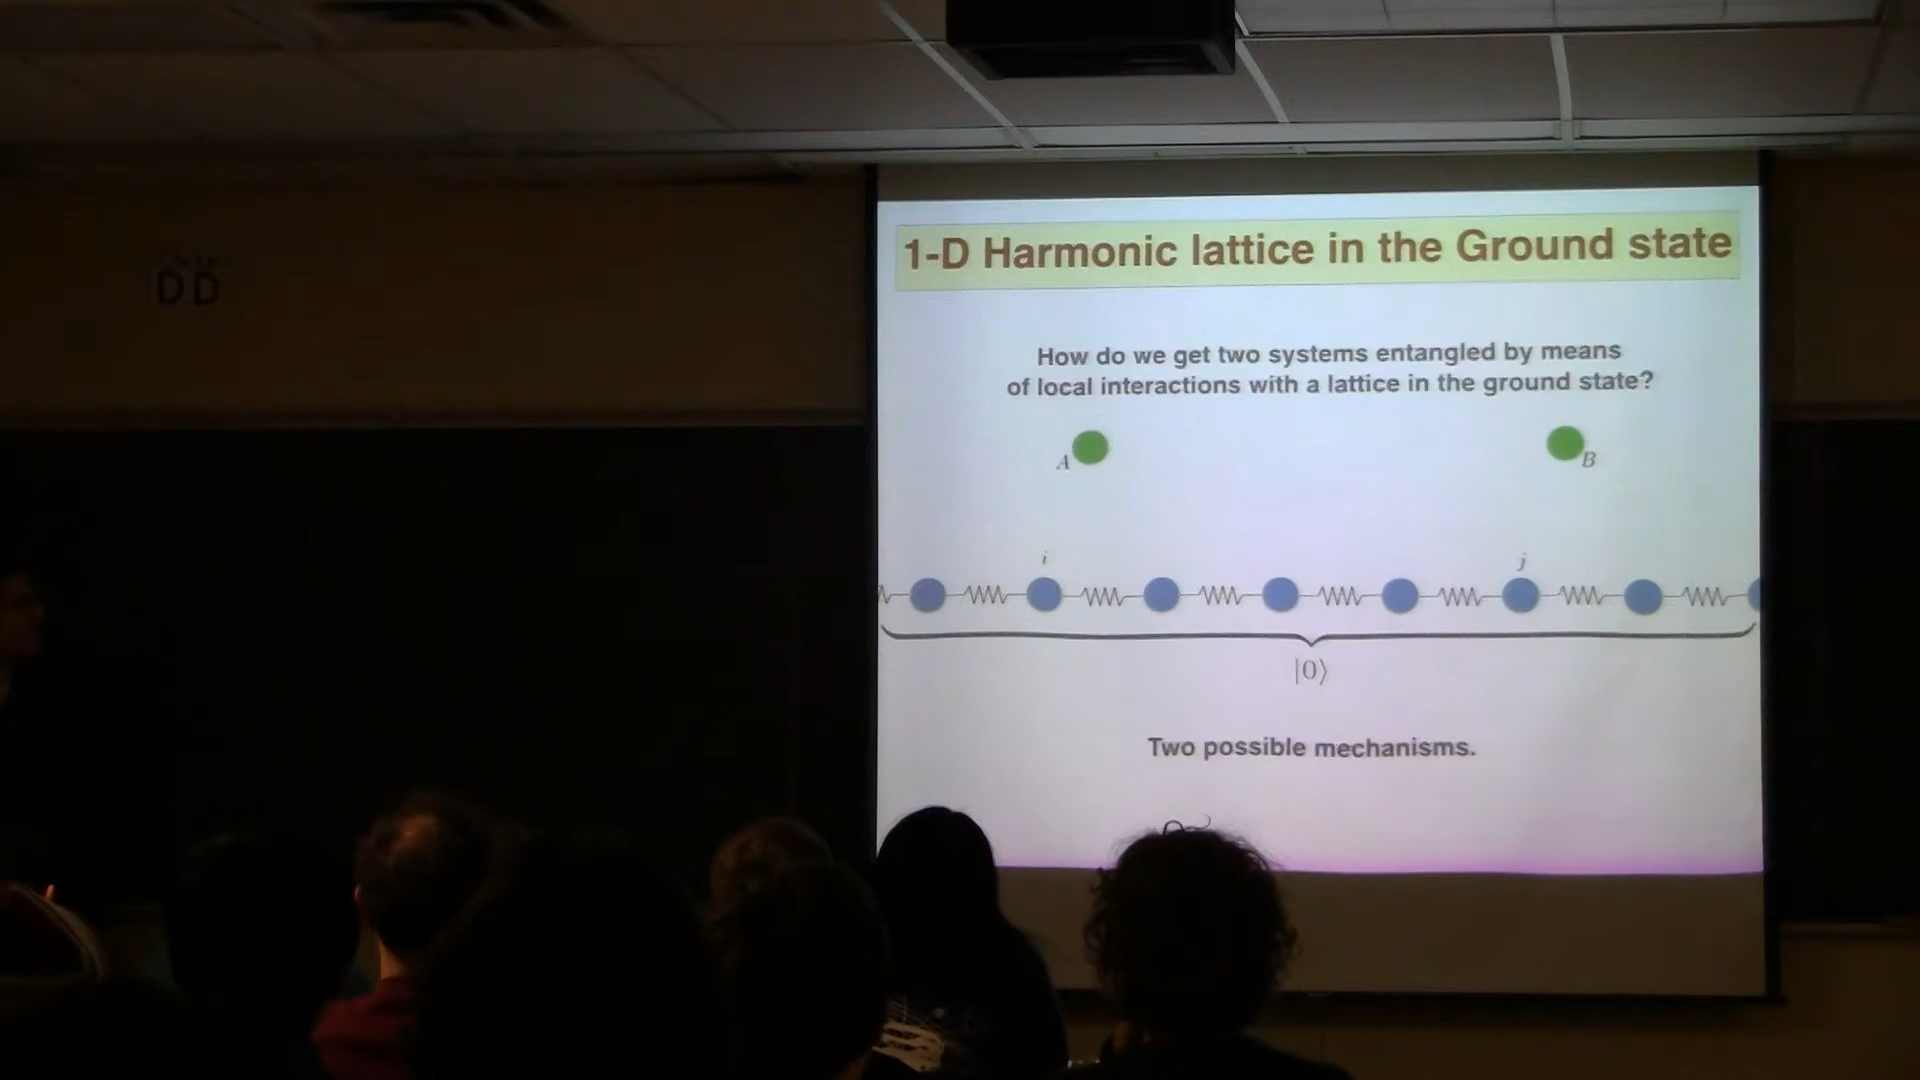 DD
1-D Harmonic lattice in the Ground state
How do we get two systems entangled by means
of local interactions with a lattice in the ground state?
A
B
i
j
|0⟩
Two possible mechanisms.